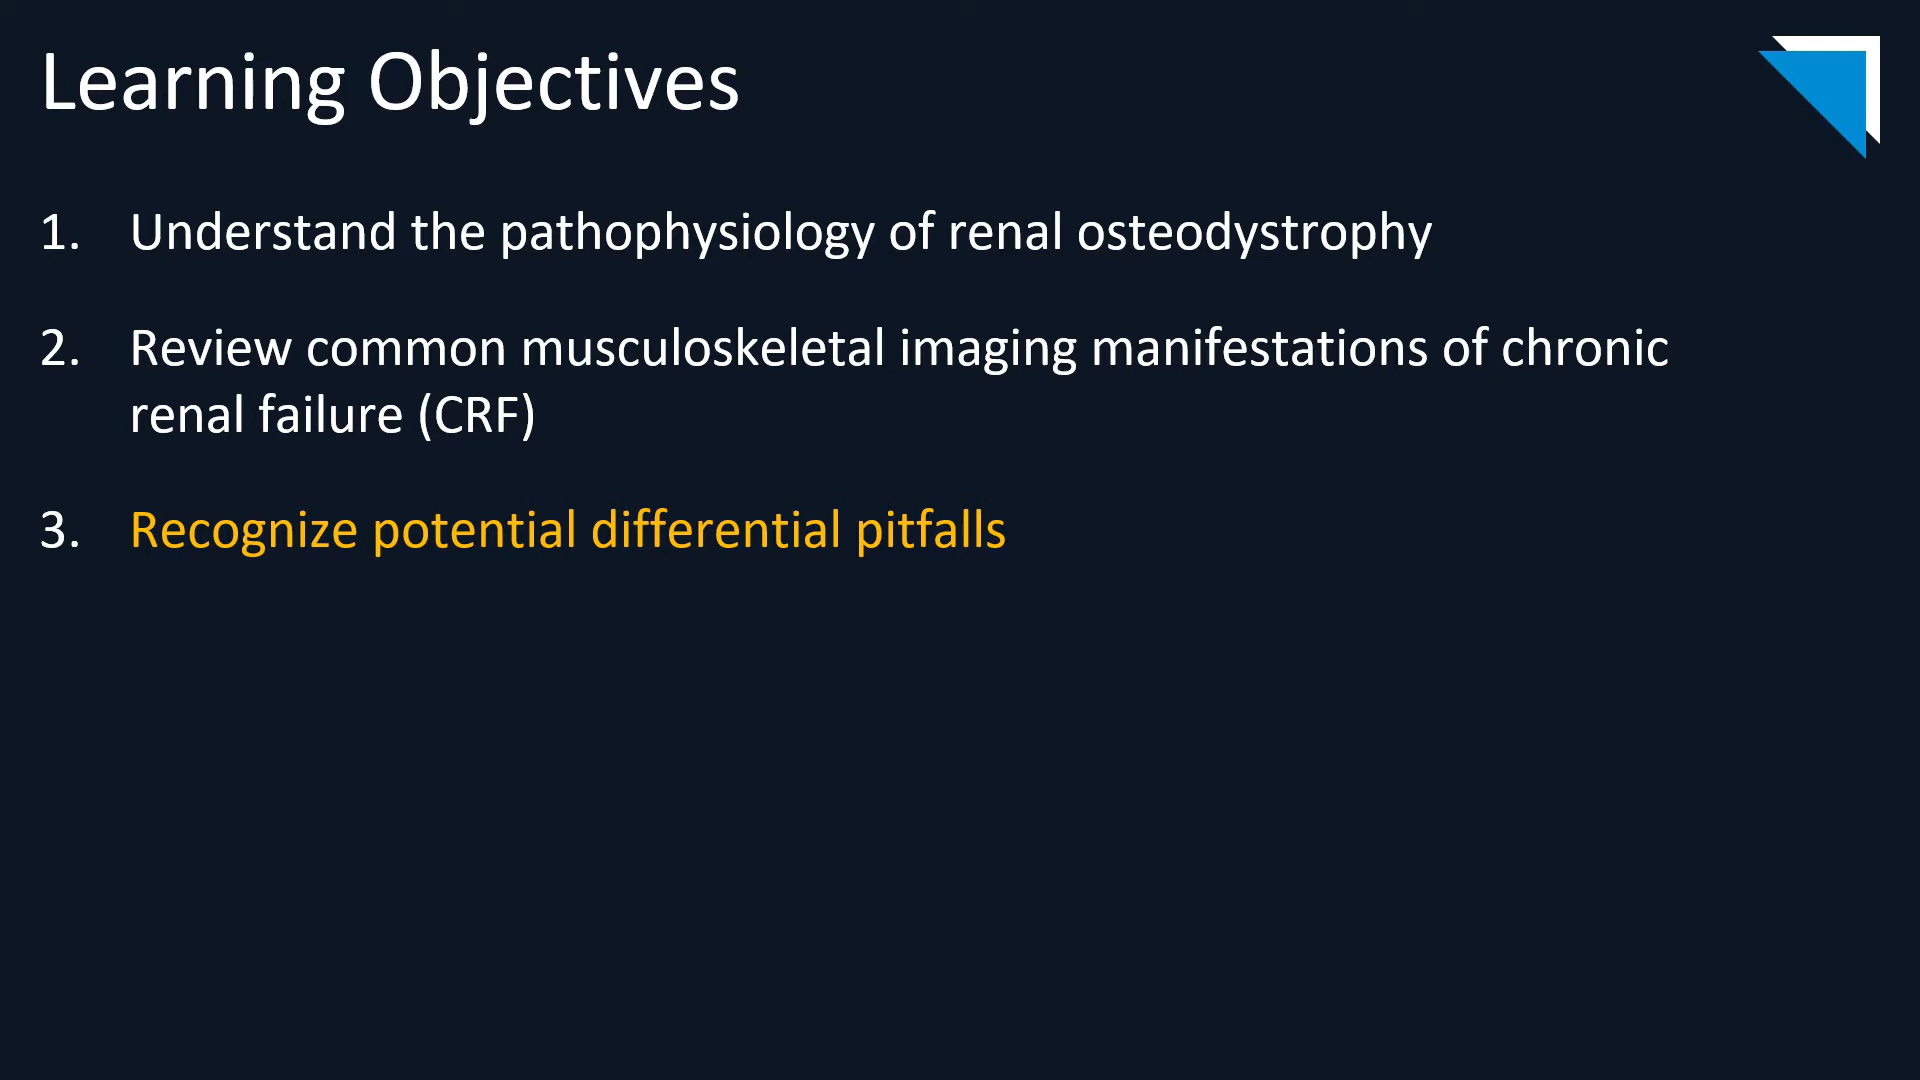 Learning Objectives
1. Understand the pathophysiology of renal osteodystrophy
2. Review common musculoskeletal imaging manifestations of chronic
renal failure (CRF)
3. Recognize potential differential pitfalls